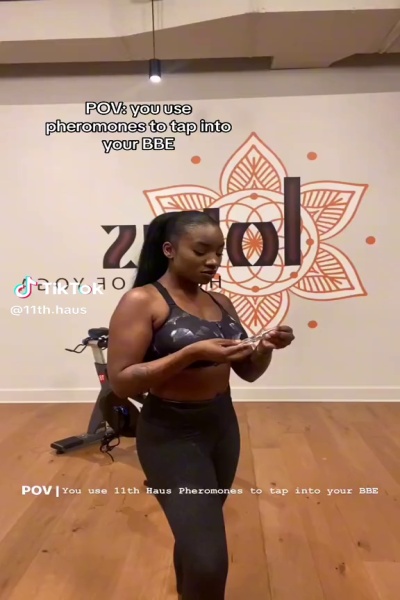 POV: you use
pheromones to tap into
your BBE
TikTok
@11th.haus
POV | You use 11th Haus Pheromones to tap into your BBE